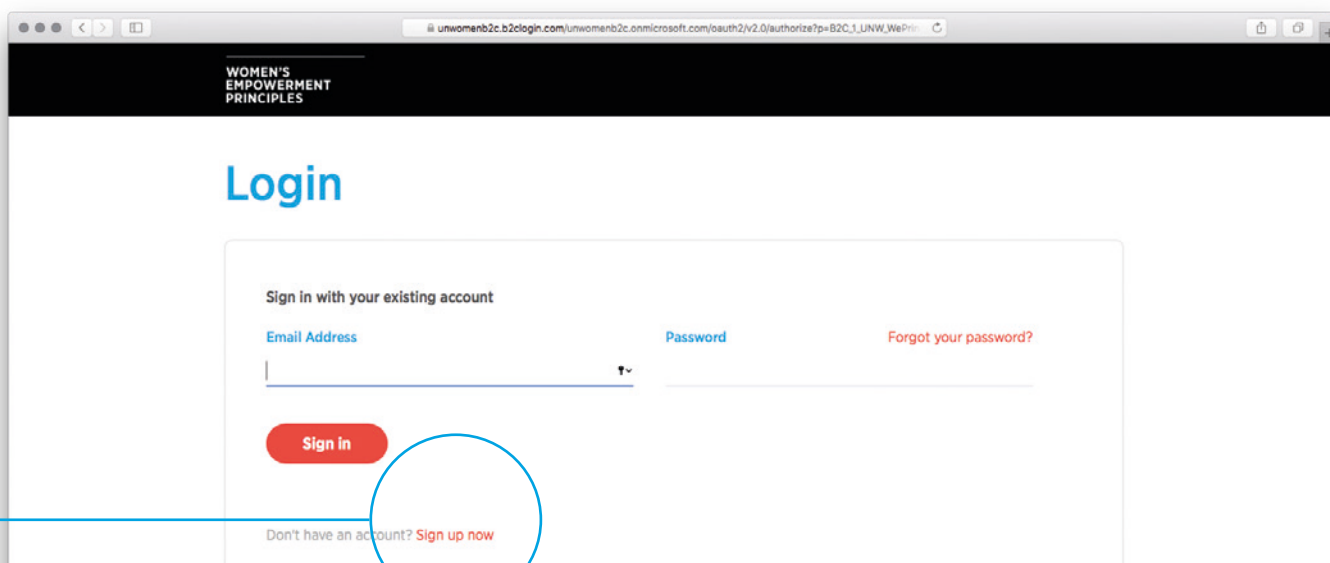 unwomenb2c.b2clogin.com/unwomenb2c.onmicrosoft.com/oauth2/v2.0/authorize?p=B2C_1_UNW_WePrin
WOMEN'S
EMPOWERMENT
PRINCIPLES
Login
Sign in with your existing account
Email Address
Password
Forgot your password?
Sign in
Don't have an account? Sign up now